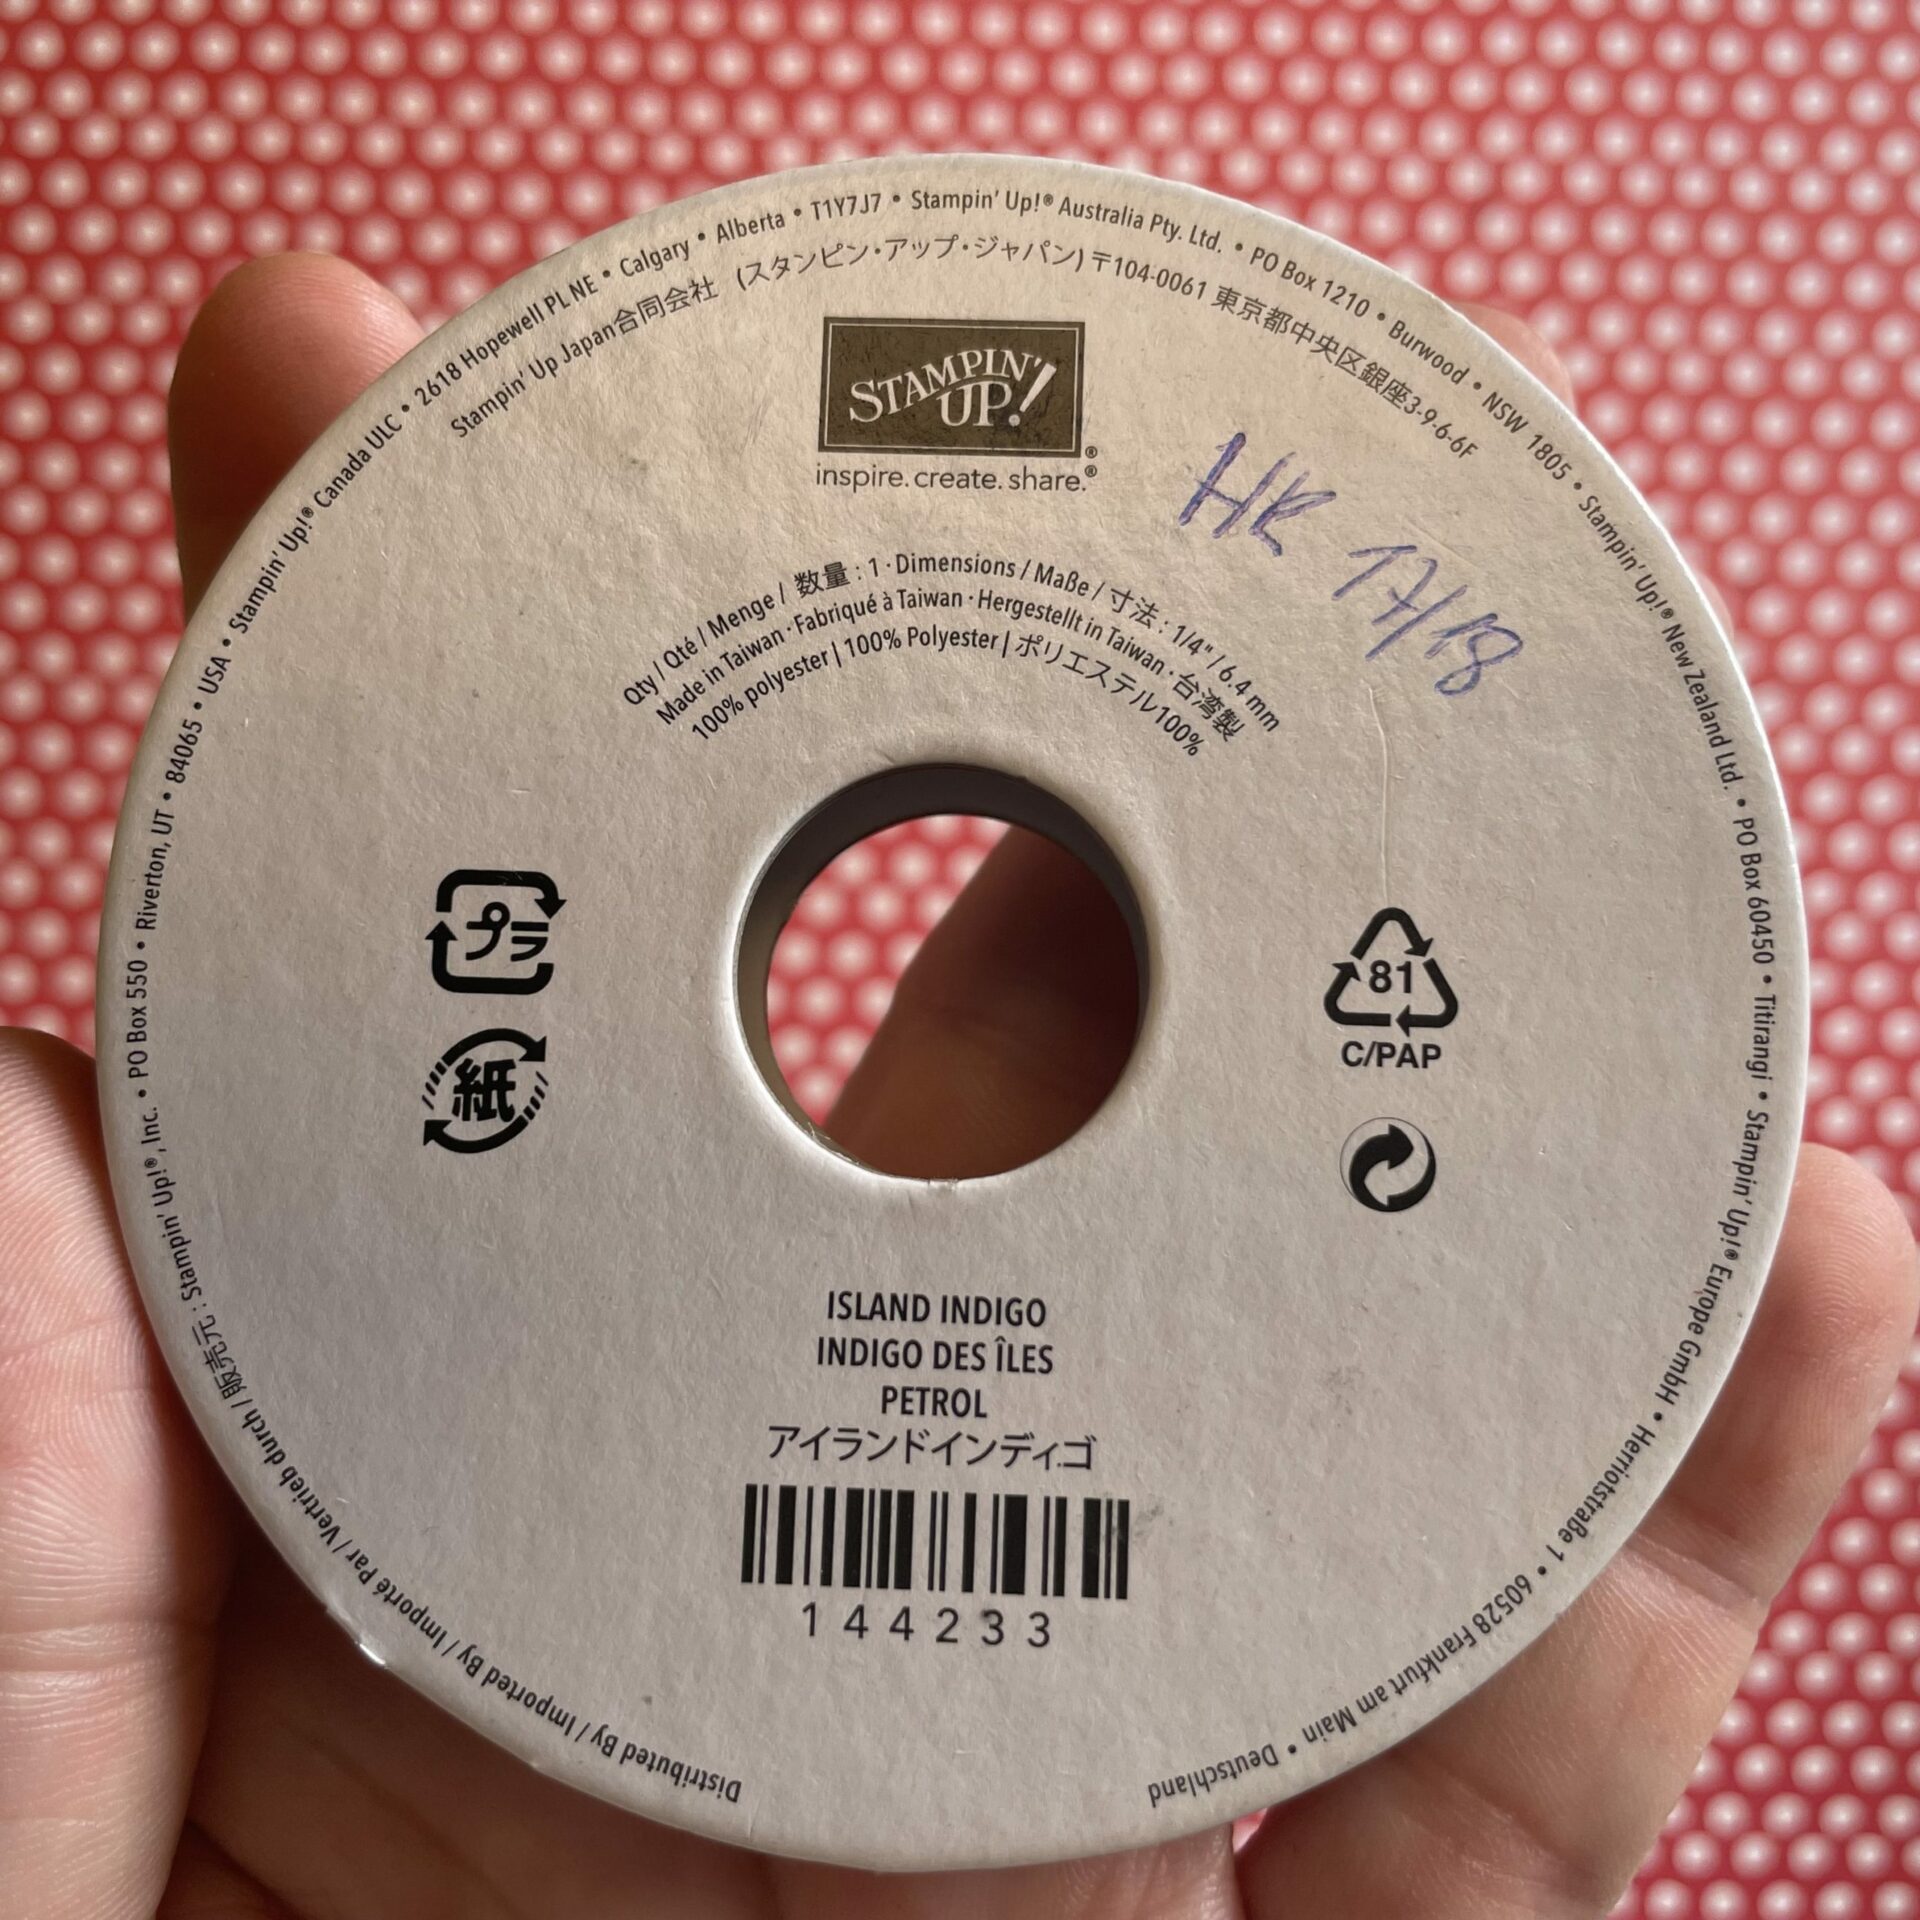 Distributed By / Importé Par / Vertrieb durch / 販売元 : Stampin' Up!®, Inc. • PO Box 550 • Riverton, UT • 84065 • USA • Stampin' Up!® Canada ULC • 2618 Hopewell PL NE • Calgary • Alberta • T1Y7J7 • Stampin' Up!® Australia Pty. Ltd. • PO Box 1210 • Burwood • NSW 1805 • Stampin' Up!® New Zealand Ltd. • PO Box 60450 • Titirangi • Stampin' Up!® Europe GmbH • Herriotstraße 1 • 60528 Frankfurt am Main • Deutschland
Stampin' Up Japan合同会社 (スタンピン・アップ・ジャパン) 〒104-0061 東京都中央区銀座3-9-6-6F
STAMPIN'
UP!®
inspire. create. share.®
HK 17/18
Qty / Qté / Menge / 数量 : 1 · Dimensions / Maße / 寸法 : 1/4" / 6.4 mm
Made in Taiwan · Fabriqué à Taiwan · Hergestellt in Taiwan · 台湾製
100% polyester | 100% Polyester | ポリエステル100%
プラ
紙
81
C/PAP
ISLAND INDIGO
INDIGO DES ÎLES
PETROL
アイランドインディゴ
144233